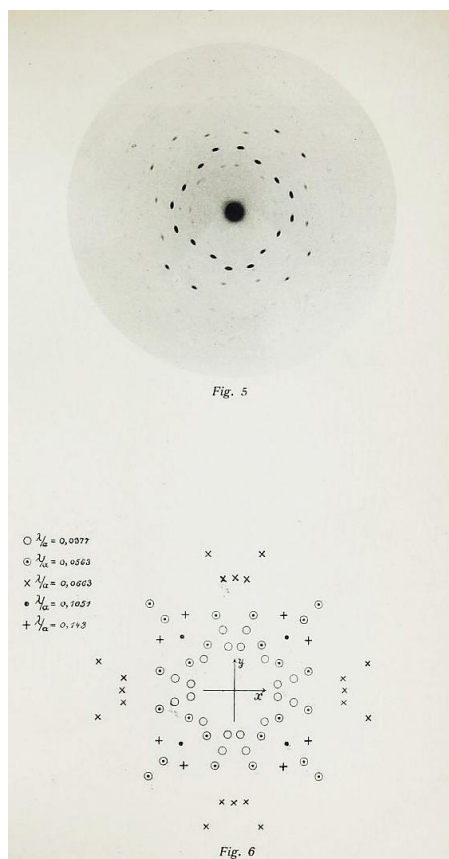 Fig. 5
○ λ/a = 0,0377
⊙ λ/a = 0,0563
× λ/a = 0,0663
• λ/a = 0,1051
+ λ/a = 0,143
y
x
Fig. 6